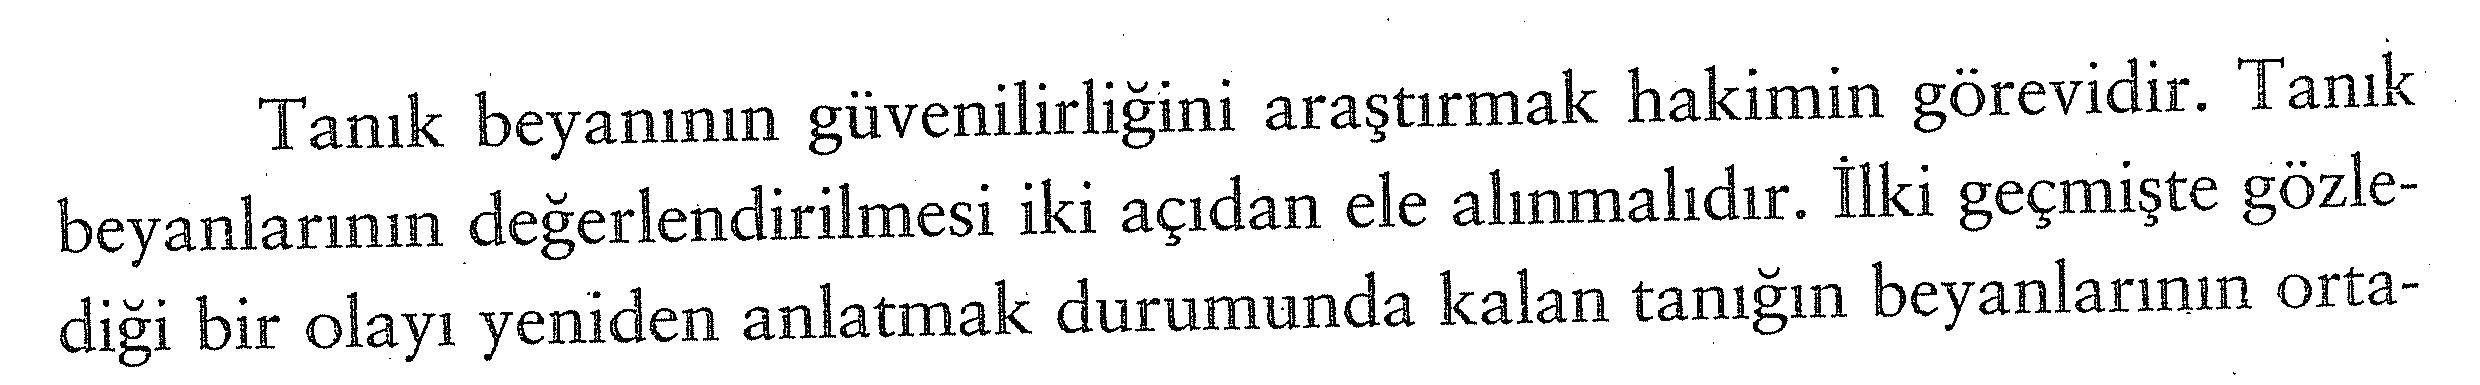 Tanık beyanının güvenilirliğini araştırmak hakimin görevidir. Tanık
beyanlarının değerlendirilmesi iki açıdan ele alınmalıdır. İlki geçmişte gözle-
diği bir olayı yeniden anlatmak durumunda kalan tanığın beyanlarının orta-